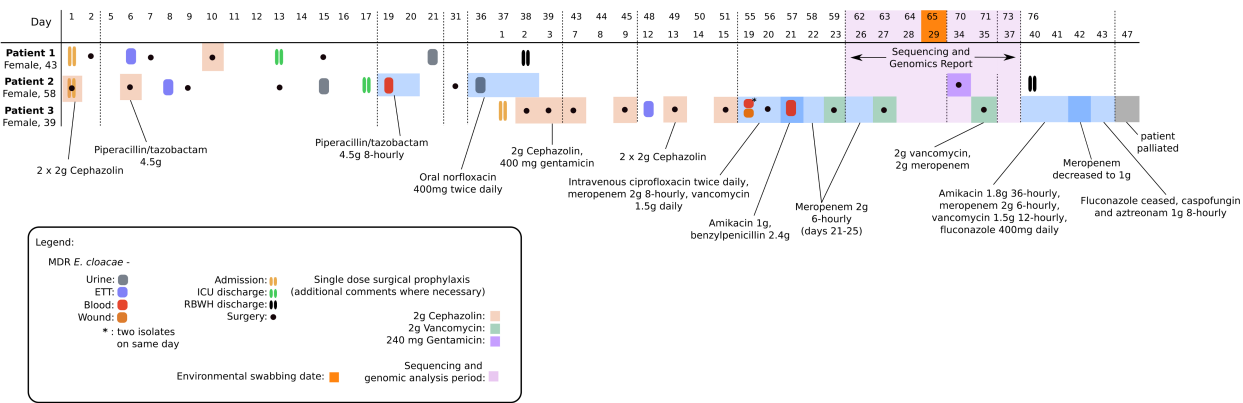 Day 1 2 4 6 8 9 10 13 15 17 19 20 21 31 36 37 38 39 43 44 45 48 49 51 55 56 57 58 59 62 63 64 65 70 71 73 76
1 2 3 7 8 9 12 13 15 19 20 21 22 23 26 27 28 29 34 35 37 40 41 42 43 47
Patient 1
Female, 43
Sequencing and
Genomics Report
Patient 2
Female, 58
*
Patient 3
Female, 39
2 x 2g Cephazolin
Piperacillin/tazobactam
4.5g
Piperacillin/tazobactam
4.5g 8-hourly
Oral norfloxacin
400mg twice daily
2g Cephazolin,
400 mg gentamicin
2 x 2g Cephazolin
Intravenous ciprofloxacin twice daily,
meropenem 2g 8-hourly, vancomycin
1.5g daily
Amikacin 1g,
benzylpenicillin 2.4g
Meropenem 2g
6-hourly
(days 21-25)
2g vancomycin,
2g meropenem
Amikacin 1.8g 36-hourly,
meropenem 2g 6-hourly,
vancomycin 1.5g 12-hourly,
fluconazole 400mg daily
Meropenem
decreased to 1g
patient
palliated
Fluconazole ceased, caspofungin
and aztreonam 1g 8-hourly
Legend:
MDR E. cloacae -
Urine:
ETT:
Blood:
Wound:
* : two isolates
on same day
Admission:
ICU discharge:
RBWH discharge:
Surgery:
Single dose surgical prophylaxis
(additional comments where necessary)
2g Cephazolin:
2g Vancomycin:
240 mg Gentamicin:
Environmental swabbing date:
Sequencing and
genomic analysis period: